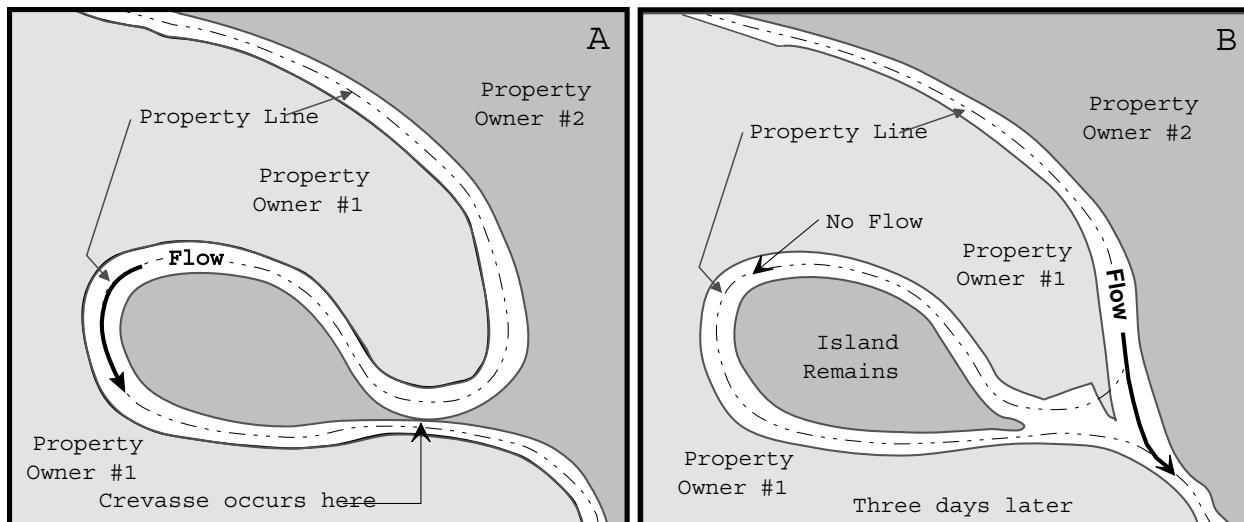 A
Property
Owner #2
Property Line
Property
Owner #1
Flow
Property
Owner #1
Crevasse occurs here
B
Property
Owner #2
Property Line
No Flow
Property
Owner #1
Flow
Island
Remains
Property
Owner #1
Three days later